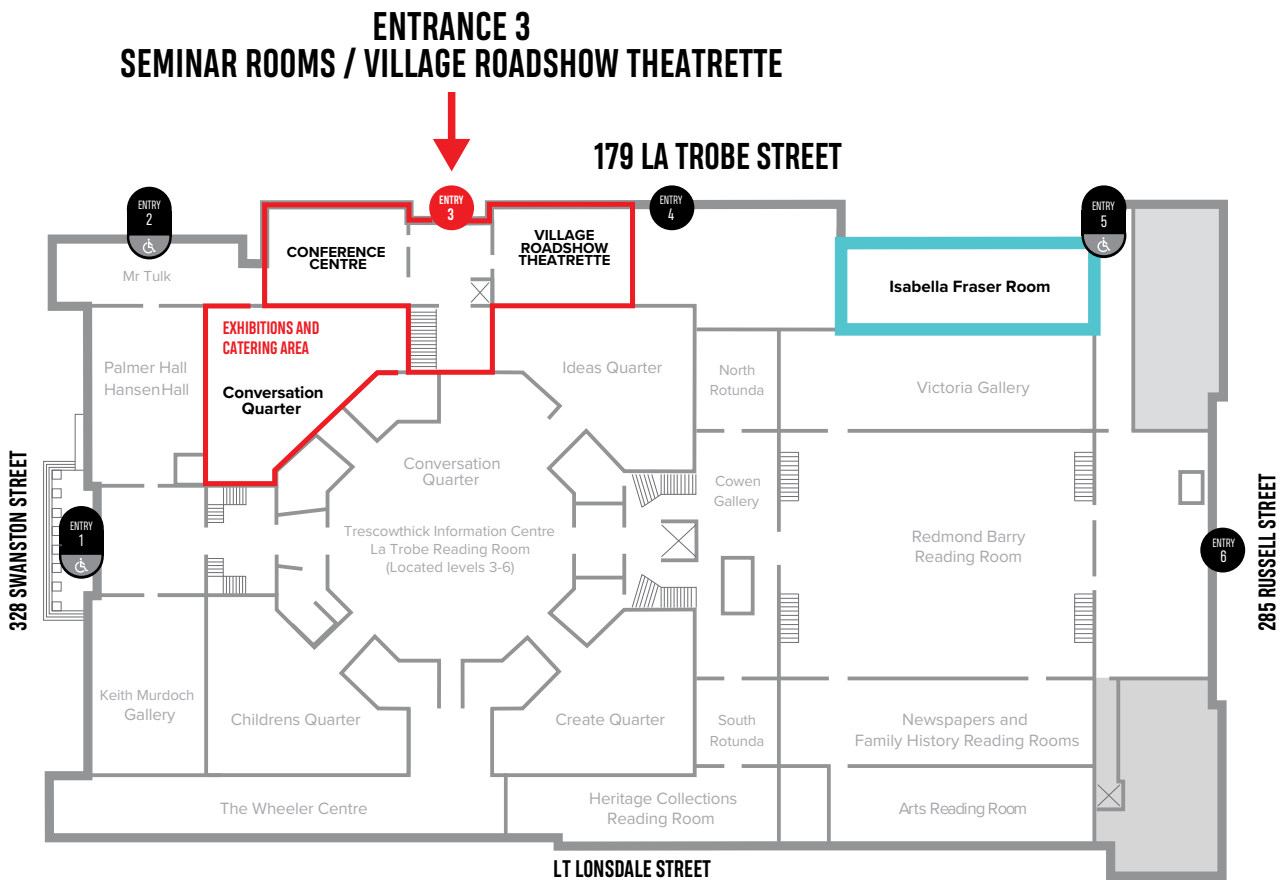 ENTRANCE 3
SEMINAR ROOMS / VILLAGE ROADSHOW THEATRETTE
179 LA TROBE STREET
ENTRY
2
ENTRY
3
ENTRY
4
ENTRY
5
Mr Tulk
CONFERENCE
CENTRE
VILLAGE
ROADSHOW
THEATRETTE
Isabella Fraser Room
EXHIBITIONS AND
CATERING AREA
Conversation
Quarter
Palmer Hall
Hansen Hall
Ideas Quarter
North
Rotunda
Victoria Gallery
328 SWANSTON STREET
ENTRY
1
Conversation
Quarter
Trescowthick Information Centre
La Trobe Reading Room
(Located levels 3-6)
Cowen
Gallery
Redmond Barry
Reading Room
ENTRY
6
285 RUSSELL STREET
Keith Murdoch
Gallery
Childrens Quarter
Create Quarter
South
Rotunda
Newspapers and
Family History Reading Rooms
The Wheeler Centre
Heritage Collections
Reading Room
Arts Reading Room
LT LONSDALE STREET